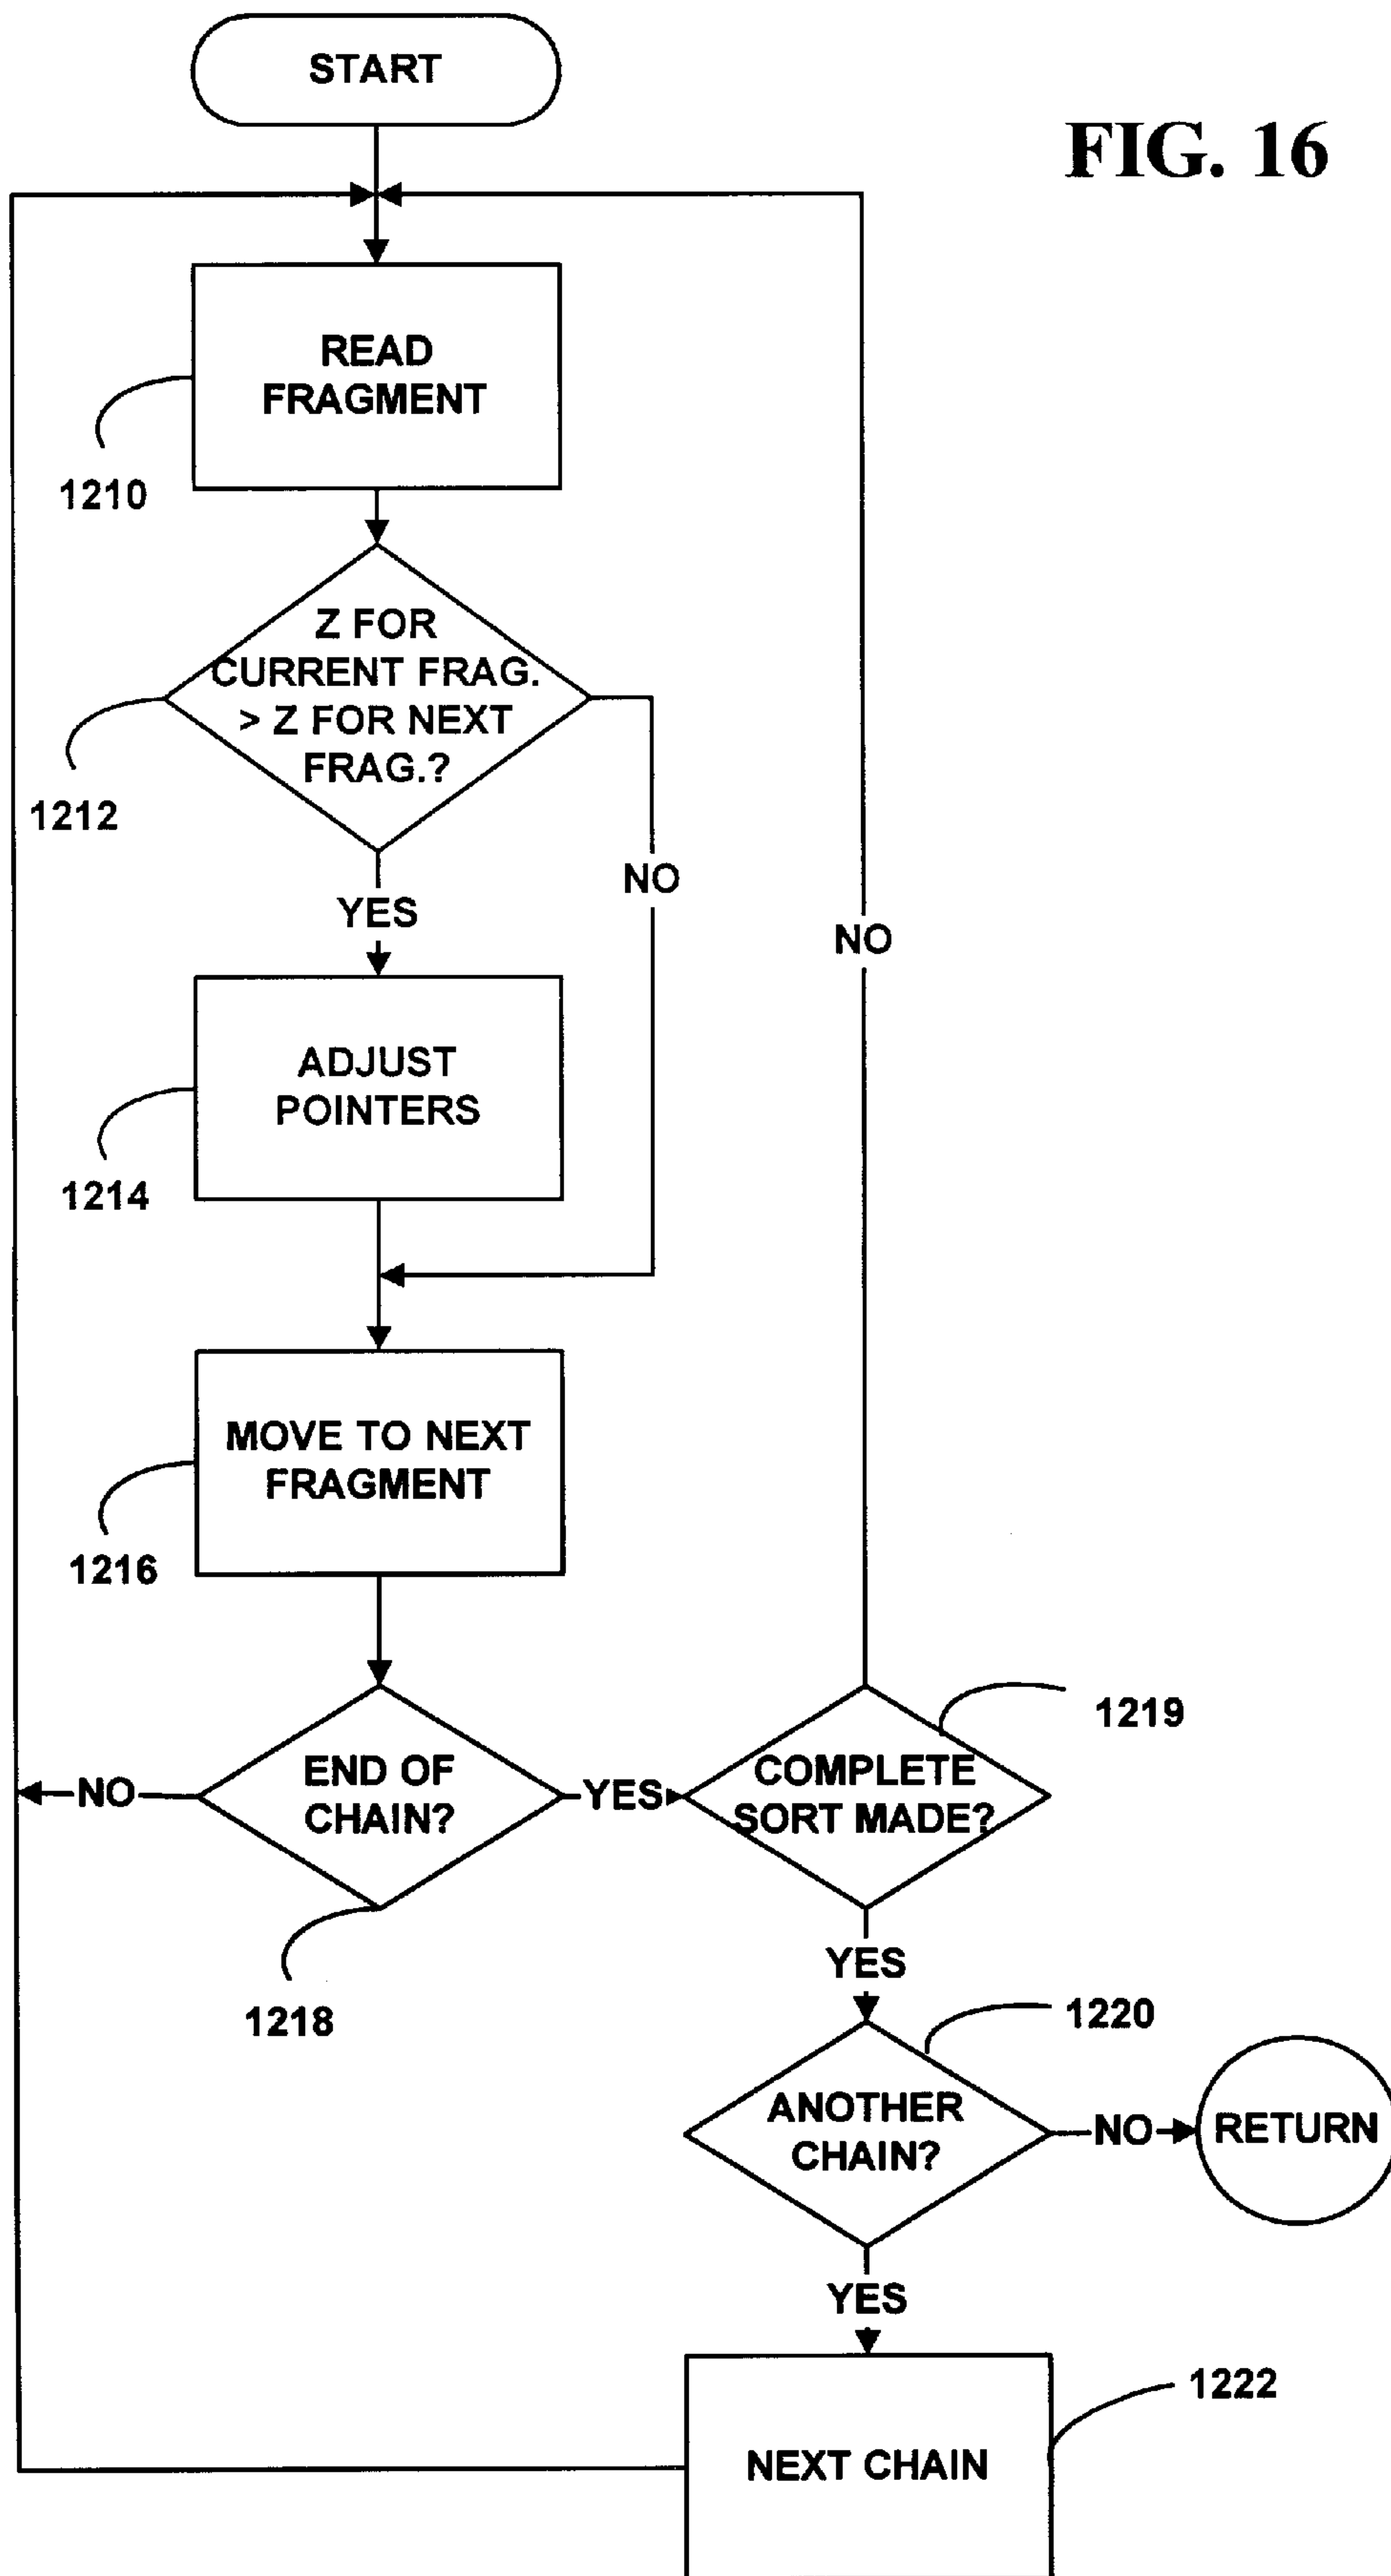 START
FIG. 16
READ
FRAGMENT
1210
Z FOR
CURRENT FRAG.
> Z FOR NEXT
FRAG.?
1212
NO
YES
NO
ADJUST
POINTERS
1214
MOVE TO NEXT
FRAGMENT
1216
1219
NO
END OF
CHAIN?
YES
COMPLETE
SORT MADE?
1218
YES
1220
ANOTHER
CHAIN?
NO
RETURN
YES
1222
NEXT CHAIN